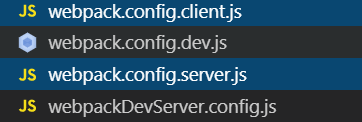 JS webpack.config.client.js
webpack.config.dev.js
JS webpack.config.server.js
JS webpackDevServer.config.js